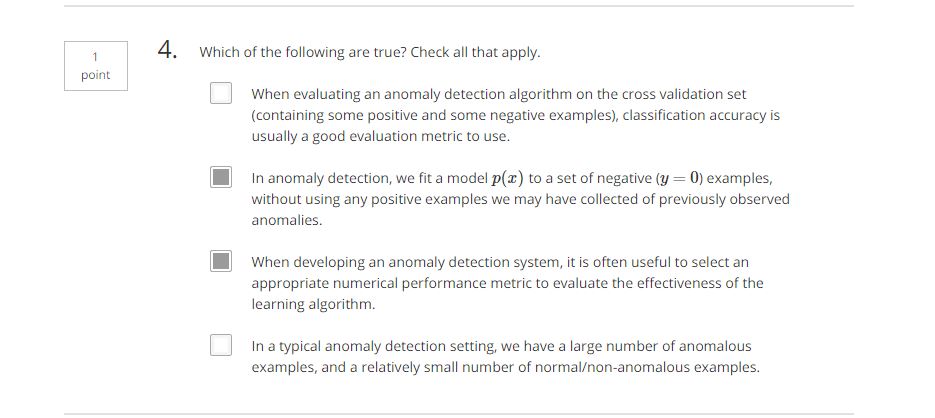 1
point
4. Which of the following are true? Check all that apply.
When evaluating an anomaly detection algorithm on the cross validation set
(containing some positive and some negative examples), classification accuracy is
usually a good evaluation metric to use.
In anomaly detection, we fit a model p(x) to a set of negative (y = 0) examples,
without using any positive examples we may have collected of previously observed
anomalies.
When developing an anomaly detection system, it is often useful to select an
appropriate numerical performance metric to evaluate the effectiveness of the
learning algorithm.
In a typical anomaly detection setting, we have a large number of anomalous
examples, and a relatively small number of normal/non-anomalous examples.